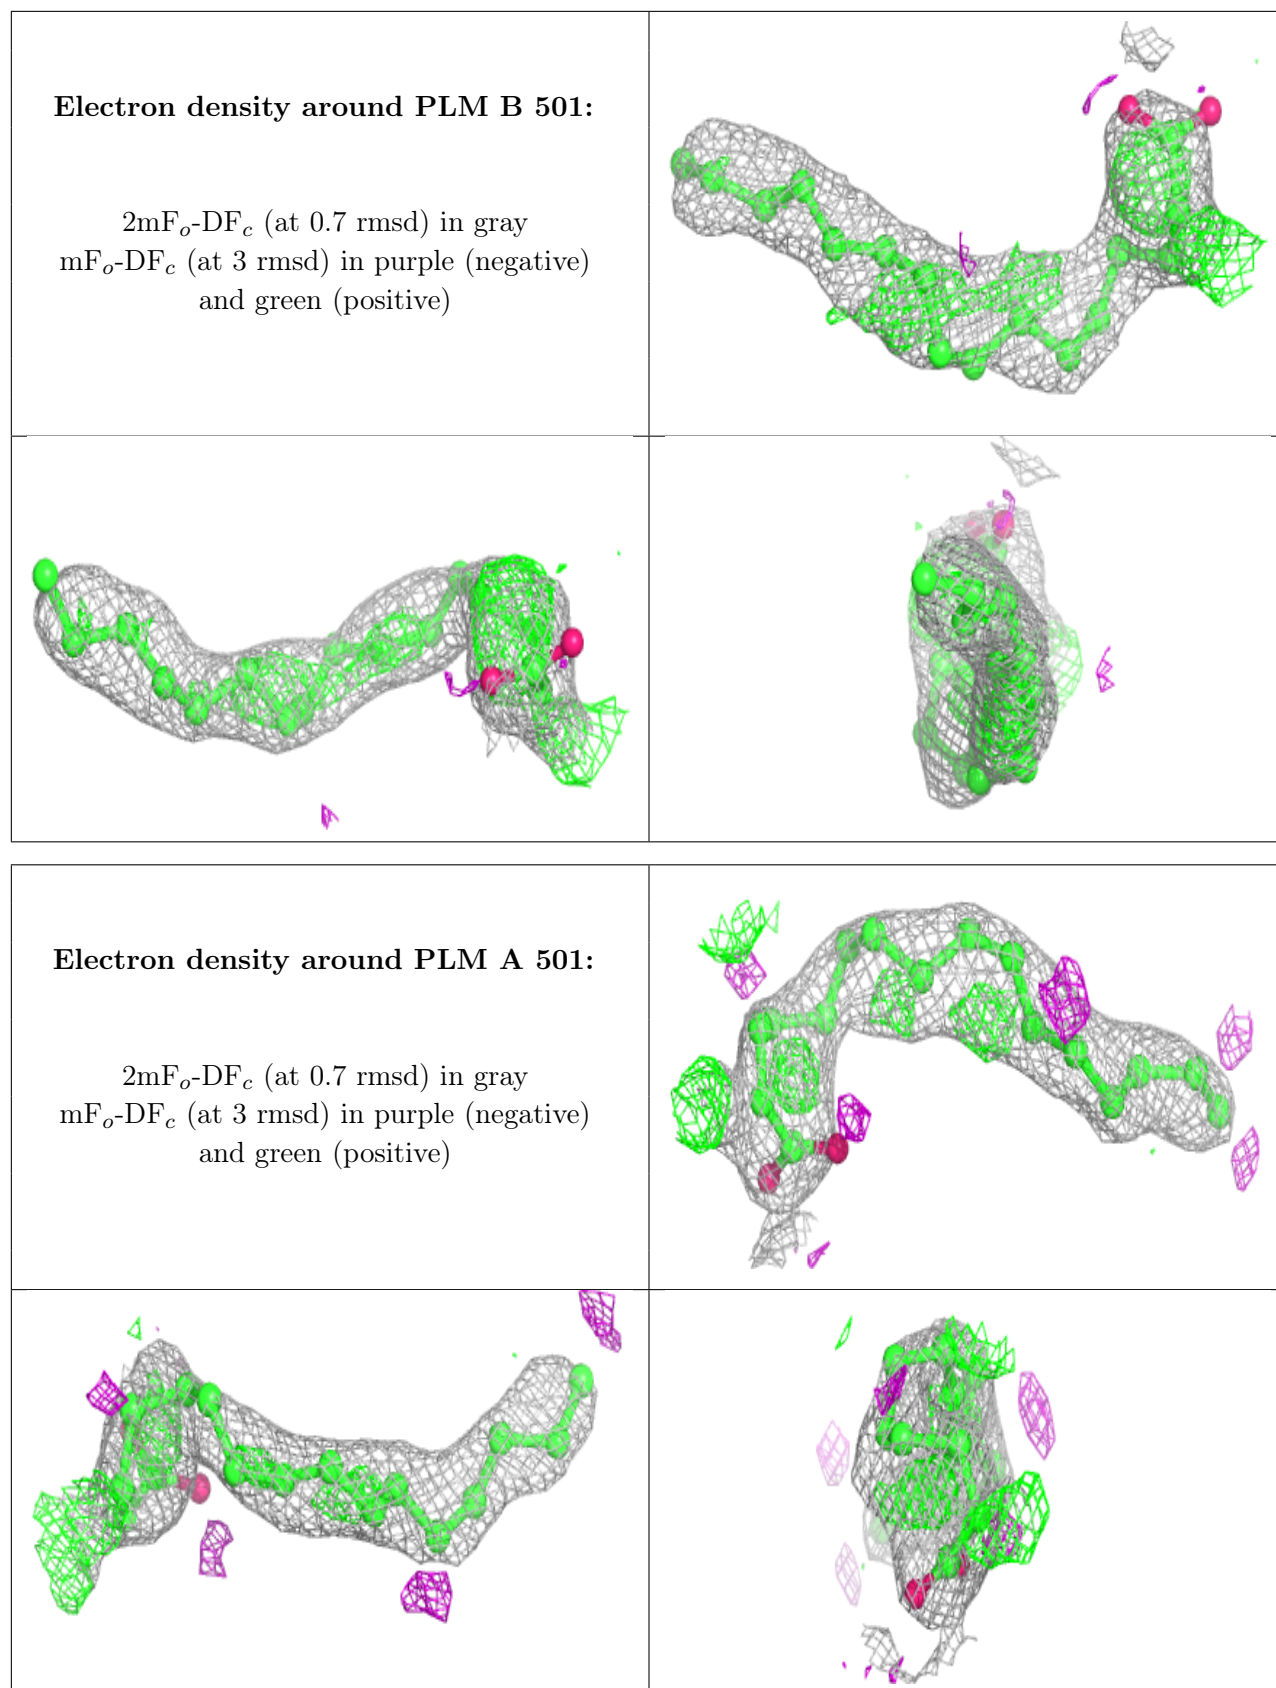 Electron density around PLM B 501:
2mFo-DFc (at 0.7 rmsd) in gray
mFo-DFc (at 3 rmsd) in purple (negative)
and green (positive)
Electron density around PLM A 501:
2mFo-DFc (at 0.7 rmsd) in gray
mFo-DFc (at 3 rmsd) in purple (negative)
and green (positive)